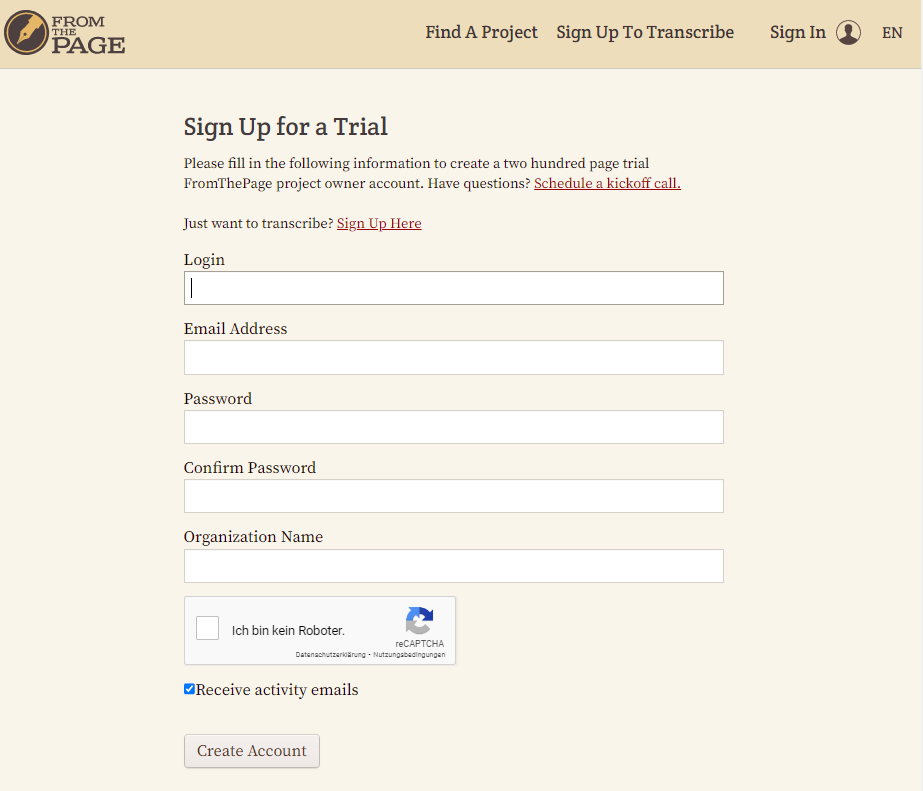 FROM
THE
PAGE
Find A Project Sign Up To Transcribe Sign In EN
Sign Up for a Trial
Please fill in the following information to create a two hundred page trial
FromThePage project owner account. Have questions? Schedule a kickoff call.
Just want to transcribe? Sign Up Here
Login
Email Address
Password
Confirm Password
Organization Name
Ich bin kein Roboter.
reCAPTCHA
Datenschutzerklärung - Nutzungsbedingungen
Receive activity emails
Create Account